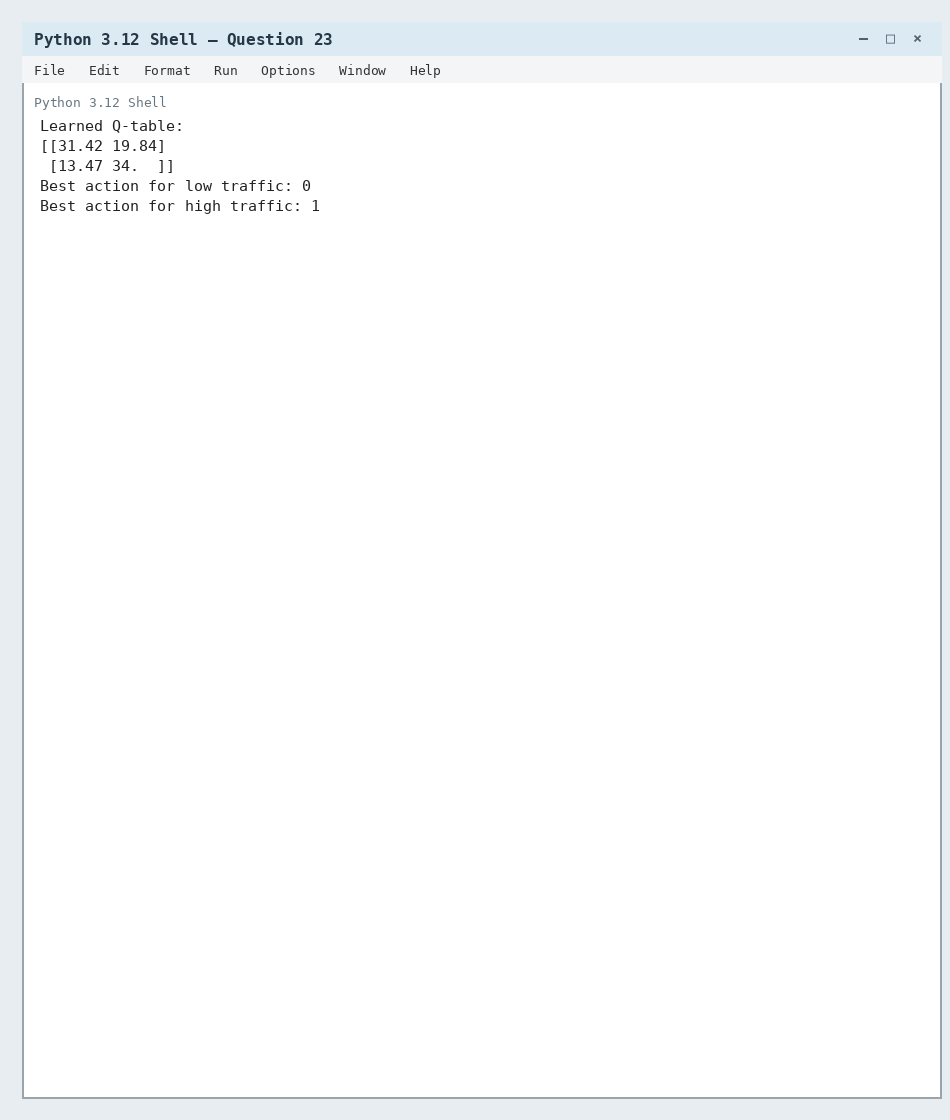 Python 3.12 Shell — Question 23
File Edit Format Run Options Window Help
Python 3.12 Shell
Learned Q-table:
[[31.42 19.84]
 [13.47 34.  ]]
Best action for low traffic: 0
Best action for high traffic: 1